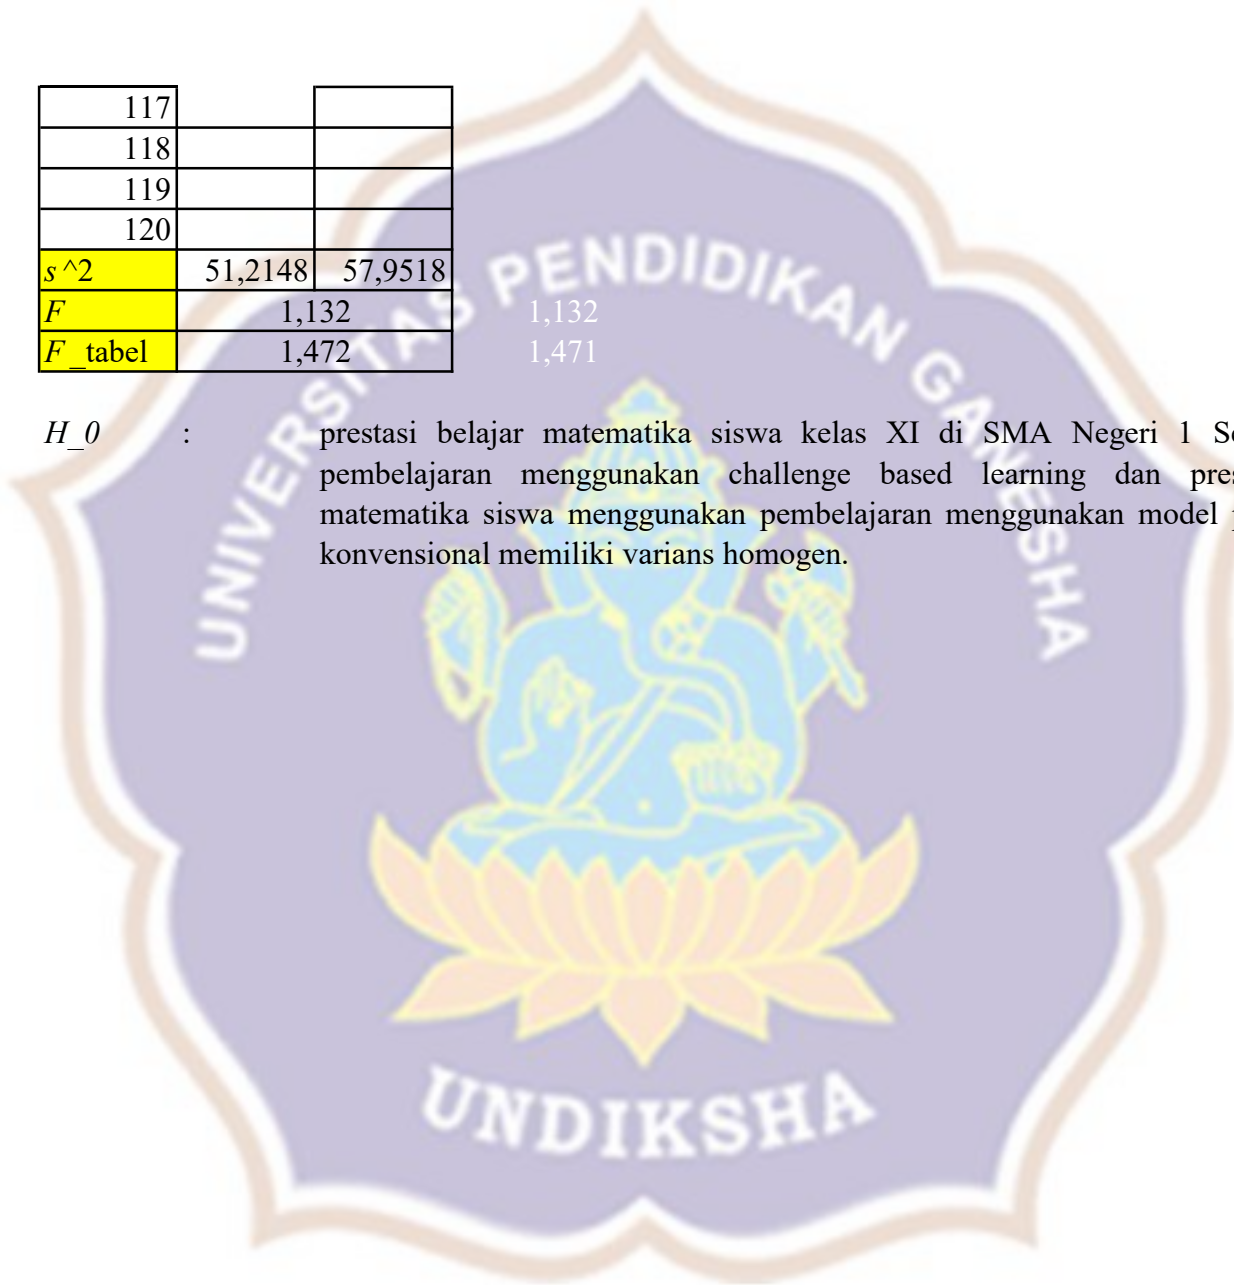 117
118
119
120
s^2 51,2148 57,9518
F 1,132 1,132
F_tabel 1,472 1,471
H_0 : prestasi belajar matematika siswa kelas XI di SMA Negeri 1
pembelajaran menggunakan challenge based learning dan
matematika siswa menggunakan pembelajaran menggunakan model
konvensional memiliki varians homogen.
UNIVERSITAS PENDIDIKAN GANESHA
UNDIKSHA